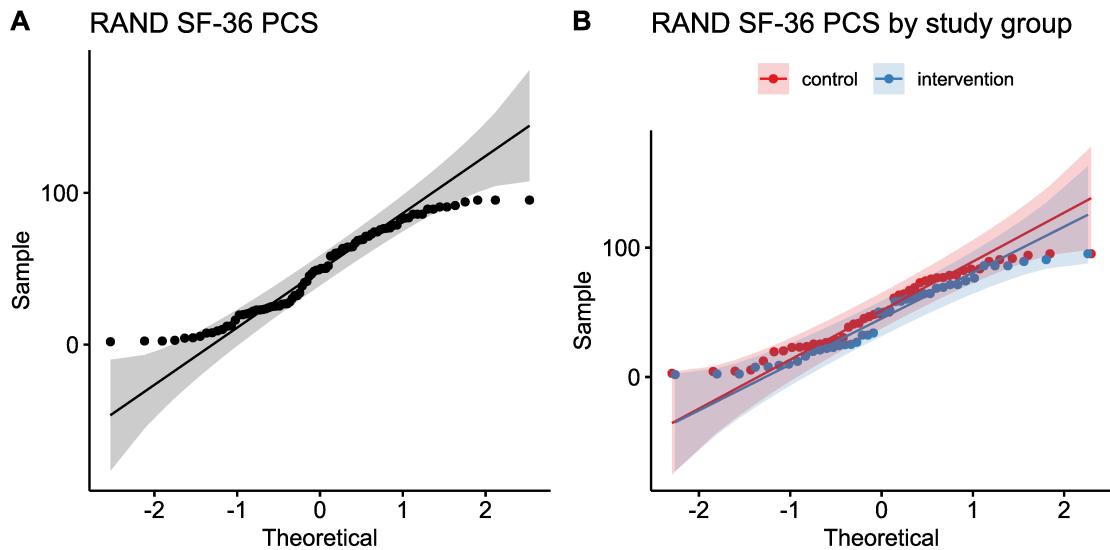 A RAND SF-36 PCS
Sample
100
0
-2 -1 0 1 2
Theoretical
B RAND SF-36 PCS by study group
control intervention
Sample
100
0
-2 -1 0 1 2
Theoretical